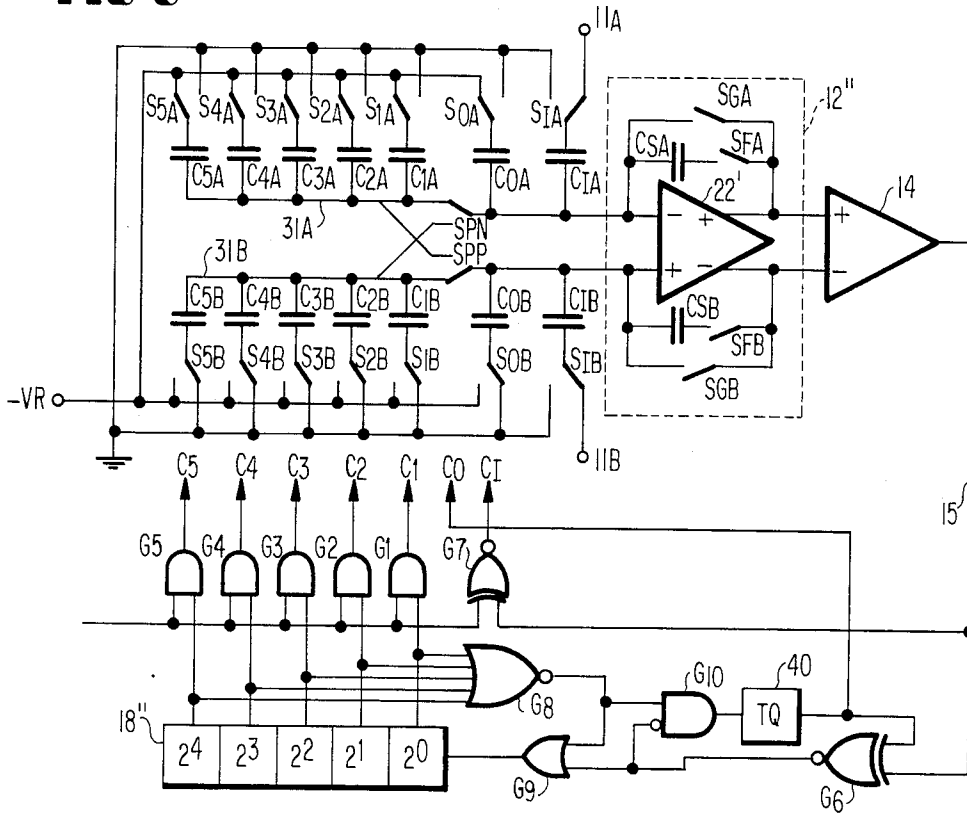 11A
S5A S4A S3A S2A S1A S0A SIA
SGA
12"
CSA SFA
C5A C4A C3A C2A C1A C0A CIA
22'
14
31A
SPN
SPP
31B
C5B C4B C3B C2B C1B C0B CIB
CSB
SFB
S5B S4B S3B S2B S1B S0B SIB
SGB
-VR
11B
C5 C4 C3 C2 C1 C0 CI
15
G5 G4 G3 G2 G1 G7
G10
40
G8
TQ
18"
2⁴ 2³ 2² 2¹ 2⁰
G9
G6